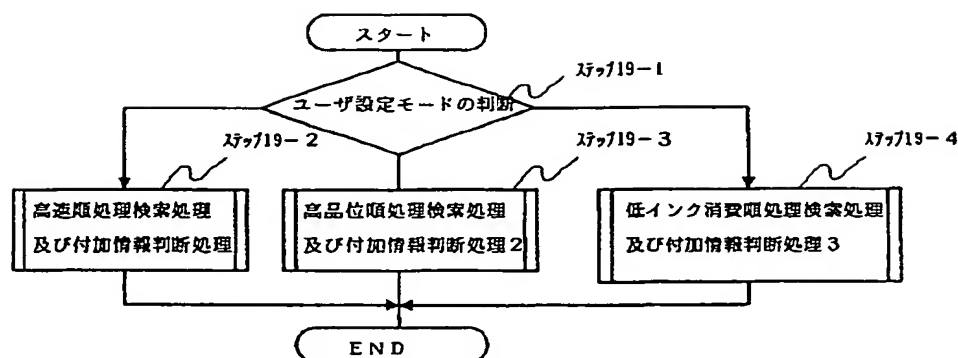 スタート
ステップ19-1
ユーザ設定モードの判断
ステップ19-2
ステップ19-3
ステップ19-4
高速順処理検索処理
及び付加情報判断処理
高品位順処理検索処理
及び付加情報判断処理2
低インク消費順処理検索処理
及び付加情報判断処理3
END